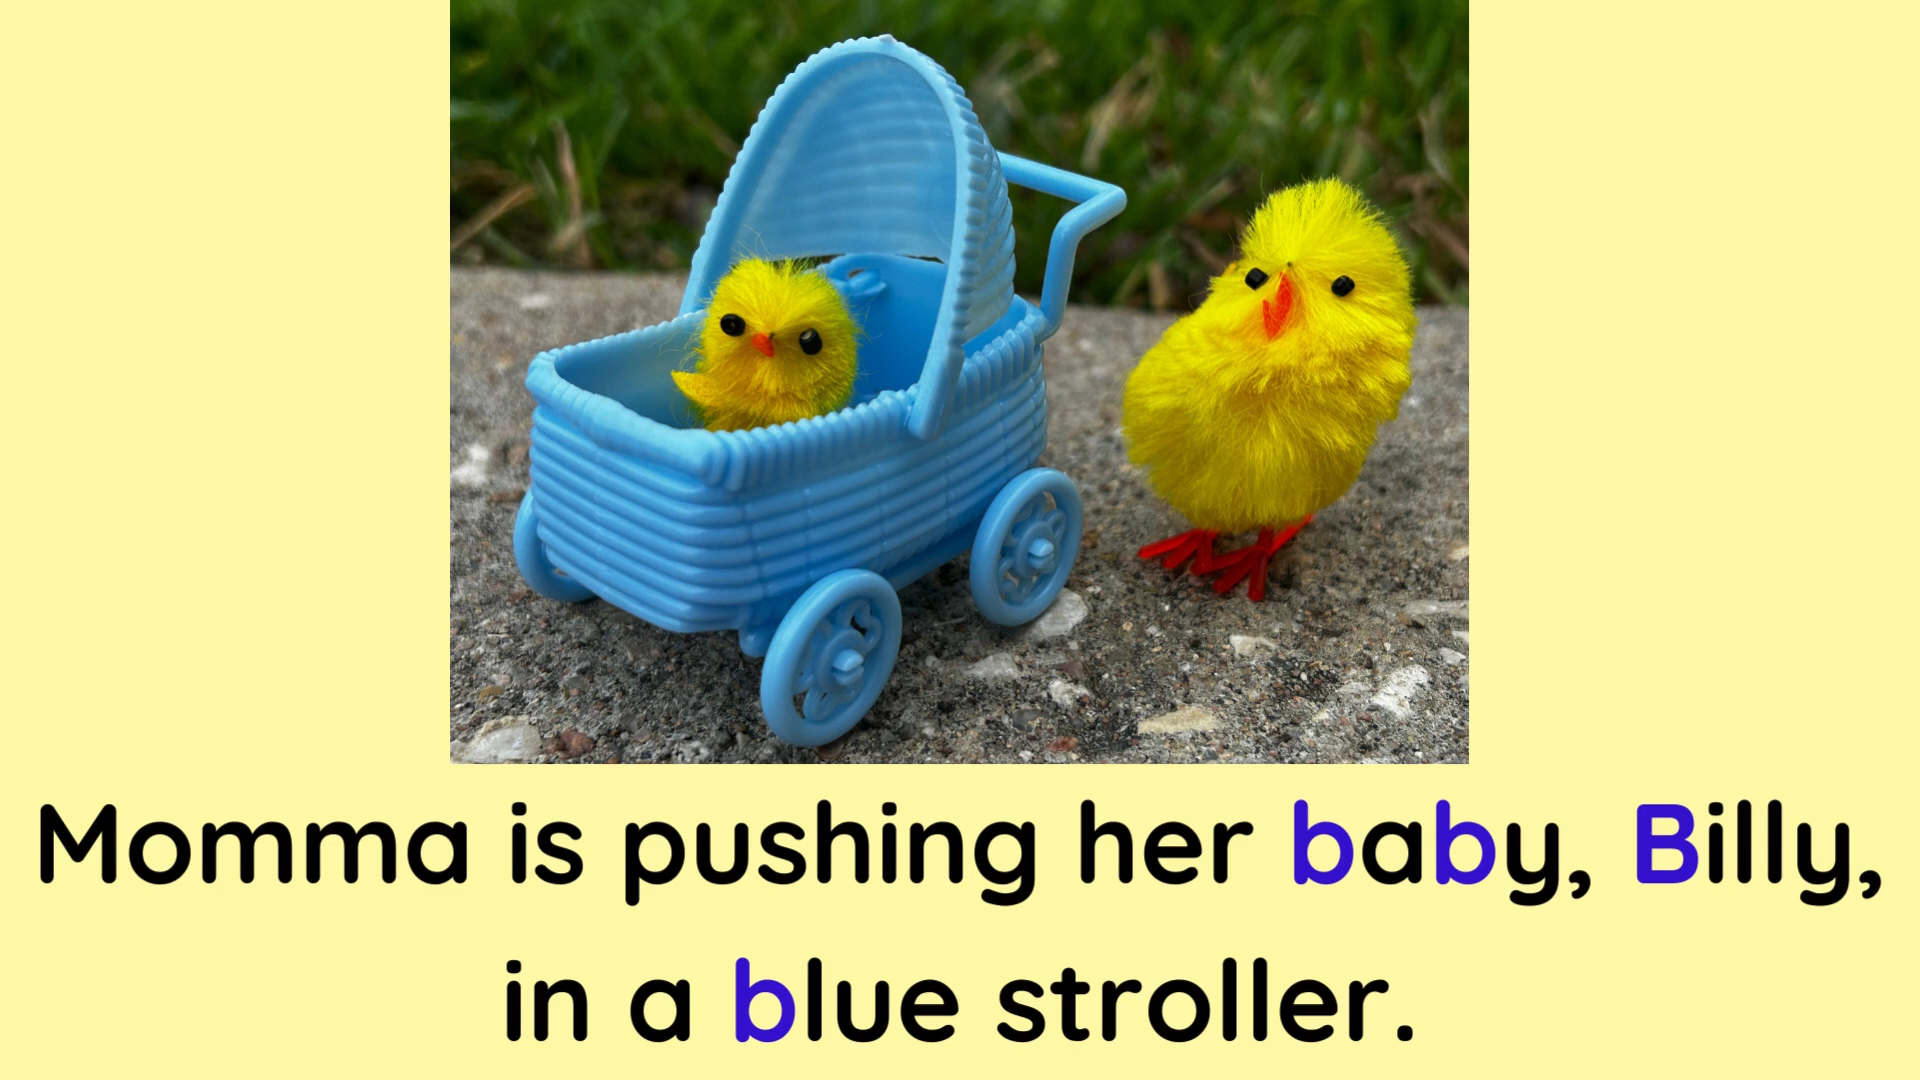 Momma is pushing her baby, Billy,
in a blue stroller.